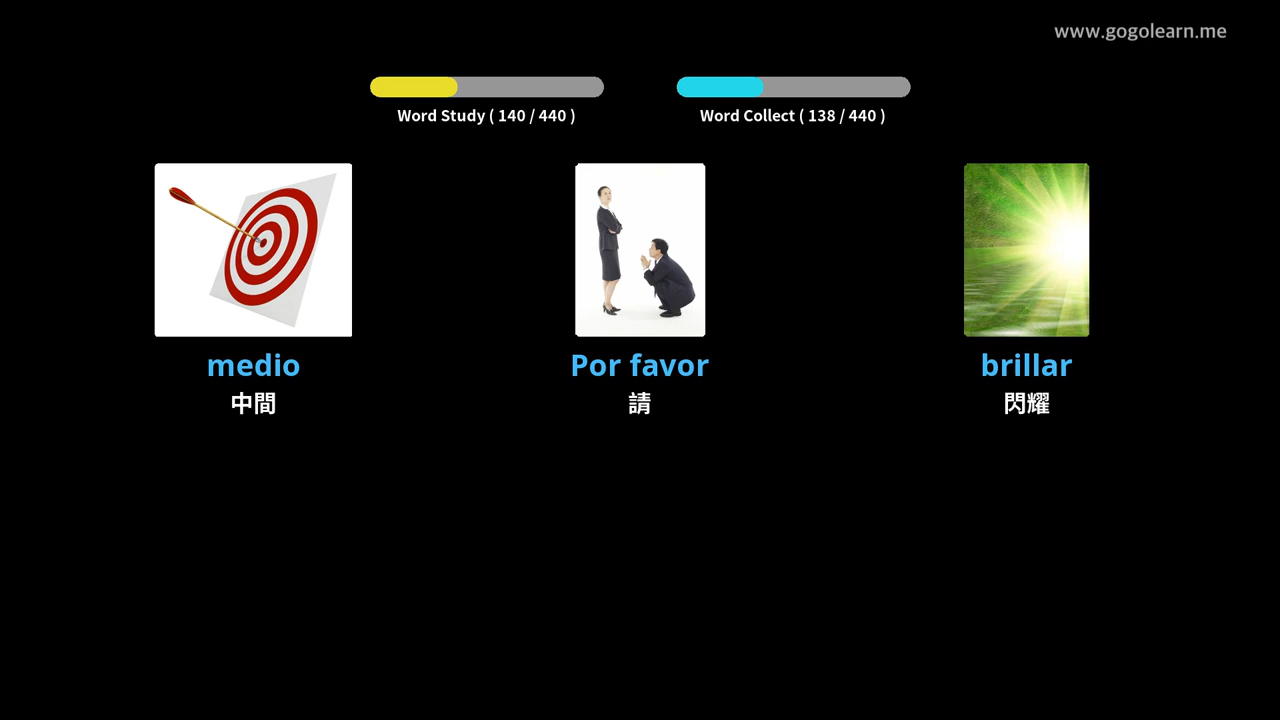 www.gogolearn.me
Word Study ( 140 / 440 )
Word Collect ( 138 / 440 )
medio
Por favor
brillar
中間
請
閃耀